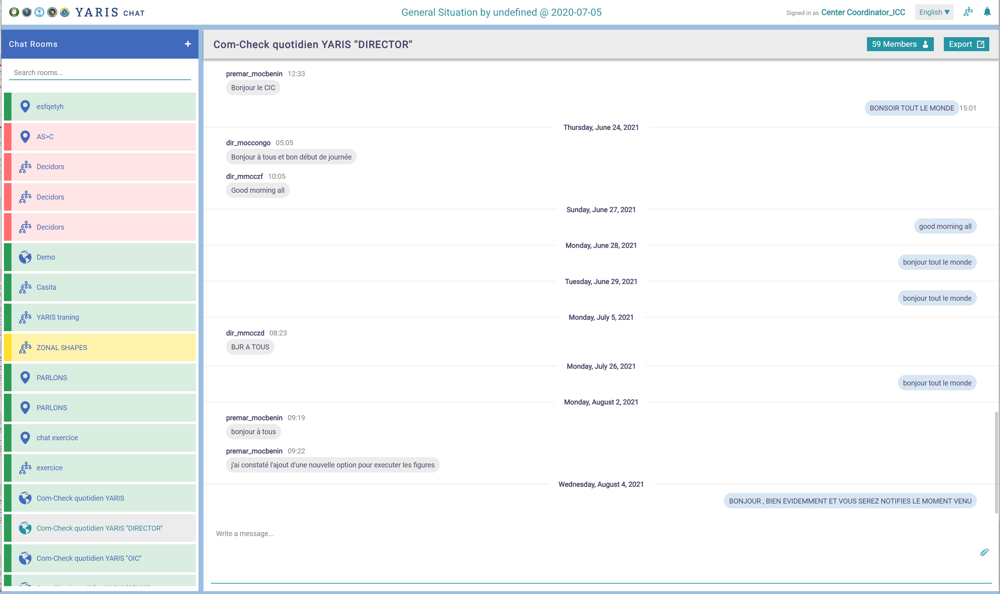 YARIS CHAT
General Situation by undefined @ 2020-07-05
Signed in as Center Coordinator_ICC
English ▼
Chat Rooms +
Search rooms...
esfqetyh
AS>C
Decidors
Decidors
Decidors
Demo
Casita
YARIS traning
ZONAL SHAPES
PARLONS
PARLONS
chat exercice
exercice
Com-Check quotidien YARIS
Com-Check quotidien YARIS "DIRECTOR"
Com-Check quotidien YARIS "OIC"
Com-Check quotidien YARIS "DIRECTOR"
59 Members
Export
premar_mocbenin 12:33
Bonjour le CIC
BONSOIR TOUT LE MONDE 15:01
Thursday, June 24, 2021
dir_moccongo 05:05
Bonjour à tous et bon début de journée
dir_mmcczf 10:05
Good morning all
Sunday, June 27, 2021
good morning all
Monday, June 28, 2021
bonjour tout le monde
Tuesday, June 29, 2021
bonjour tout le monde
Monday, July 5, 2021
dir_mmcczd 08:23
BJR A TOUS
Monday, July 26, 2021
bonjour tout le monde
Monday, August 2, 2021
premar_mocbenin 09:19
bonjour à tous
premar_mocbenin 09:22
j'ai constaté l'ajout d'une nouvelle option pour executer les figures
Wednesday, August 4, 2021
BONJOUR , BIEN EVIDEMMENT ET VOUS SEREZ NOTIFIES LE MOMENT VENU
Write a message...